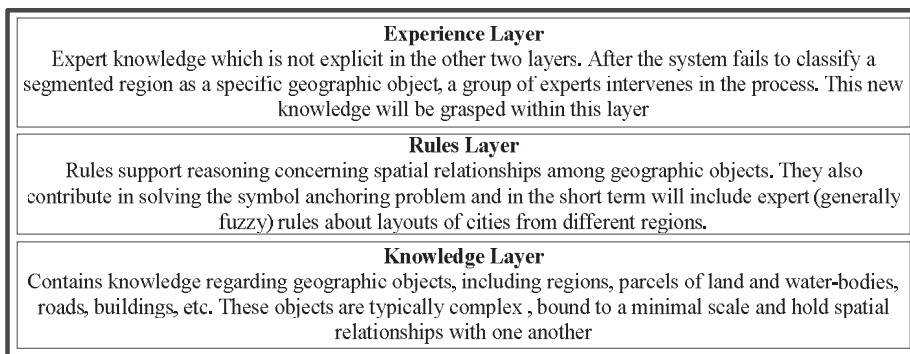 Experience Layer
Expert knowledge which is not explicit in the other two layers. After the system fails to classify a
segmented region as a specific geographic object, a group of experts intervenes in the process. This new
knowledge will be grasped within this layer
Rules Layer
Rules support reasoning concerning spatial relationships among geographic objects. They also
contribute in solving the symbol anchoring problem and in the short term will include expert (generally
fuzzy) rules about layouts of cities from different regions.
Knowledge Layer
Contains knowledge regarding geographic objects, including regions, parcels of land and water-bodies,
roads, buildings, etc. These objects are typically complex , bound to a minimal scale and hold spatial
relationships with one another